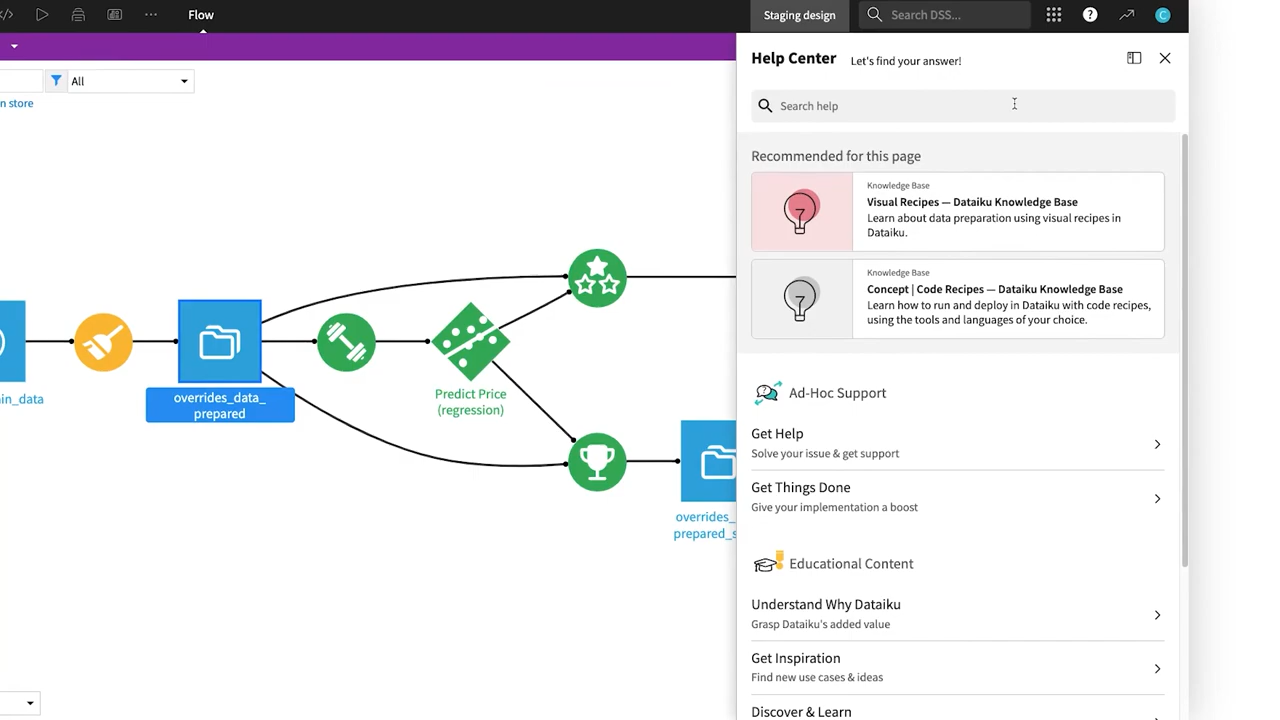 Flow
Staging design
Search DSS...
?
C
Help Center
Let's find your answer!
All
n store
Search help
Recommended for this page
Knowledge Base
Visual Recipes — Dataiku Knowledge Base
Learn about data preparation using visual recipes in
Dataiku.
Knowledge Base
Concept | Code Recipes — Dataiku Knowledge Base
Learn how to run and deploy in Dataiku with code recipes,
using the tools and languages of your choice.
in_data
overrides_data_
prepared
Predict Price
(regression)
overrides_
prepared_s
Ad-Hoc Support
Get Help
Solve your issue & get support
Get Things Done
Give your implementation a boost
Educational Content
Understand Why Dataiku
Grasp Dataiku's added value
Get Inspiration
Find new use cases & ideas
Discover & Learn